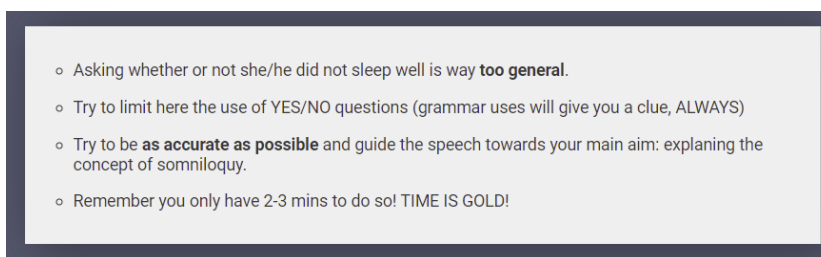 Asking whether or not she/he did not sleep well is way too general.
Try to limit here the use of YES/NO questions (grammar uses will give you a clue, ALWAYS)
Try to be as accurate as possible and guide the speech towards your main aim: explaning the
concept of somniloquy.
Remember you only have 2-3 mins to do so! TIME IS GOLD!